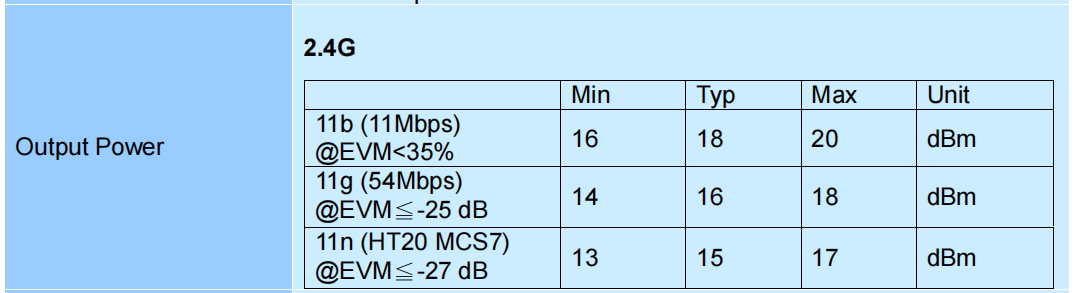 Output Power
2.4G
Min Typ Max Unit
11b (11Mbps)
@EVM<35%
16 18 20 dBm
11g (54Mbps)
@EVM≦-25 dB
14 16 18 dBm
11n (HT20 MCS7)
@EVM≦-27 dB
13 15 17 dBm